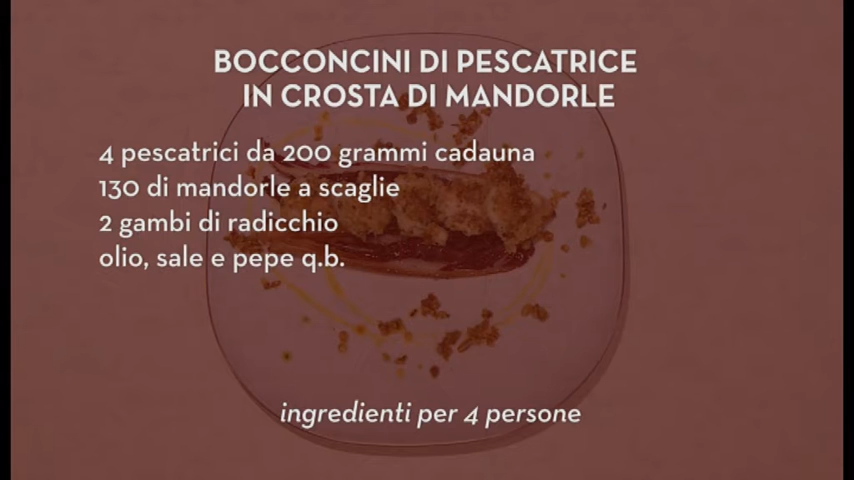 BOCCONCINI DI PESCATRICE
IN CROSTA DI MANDORLE
4 pescatrici da 200 grammi cadauna
130 di mandorle a scaglie
2 gambi di radicchio
olio, sale e pepe q.b.
ingredienti per 4 persone